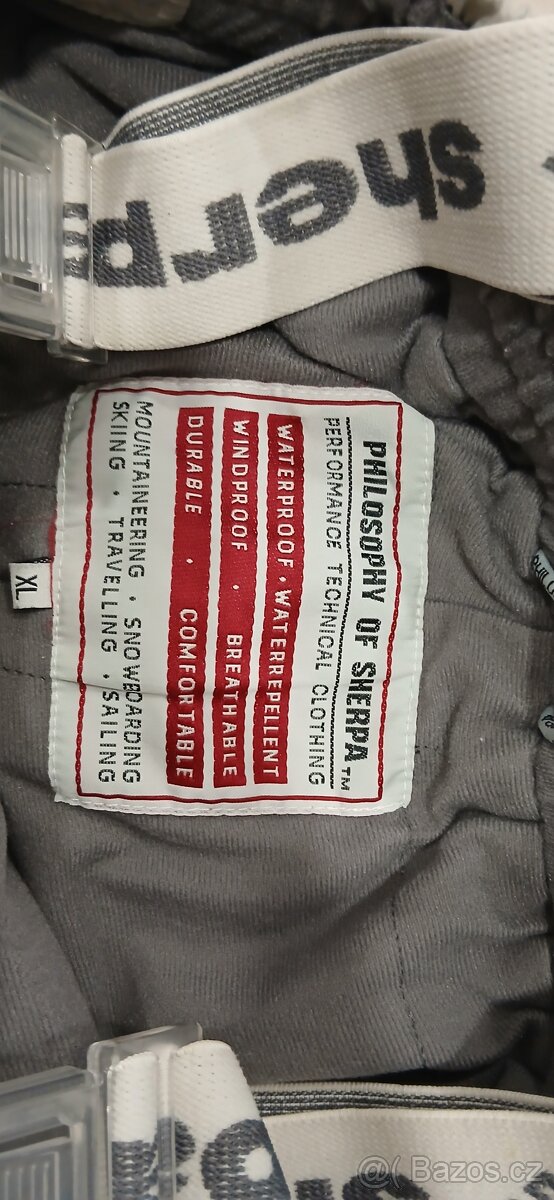 sherpa
PHILOSOPHY OF SHERPA™
PERFORMANCE TECHNICAL CLOTHING
WATERPROOF · WATERREPELLENT
WINDPROOF · BREATHABLE
DURABLE · COMFORTABLE
MOUNTAINEERING · SNOWBOARDING
SKIING · TRAVELLING · SAILING
XL
@( Bazos.cz